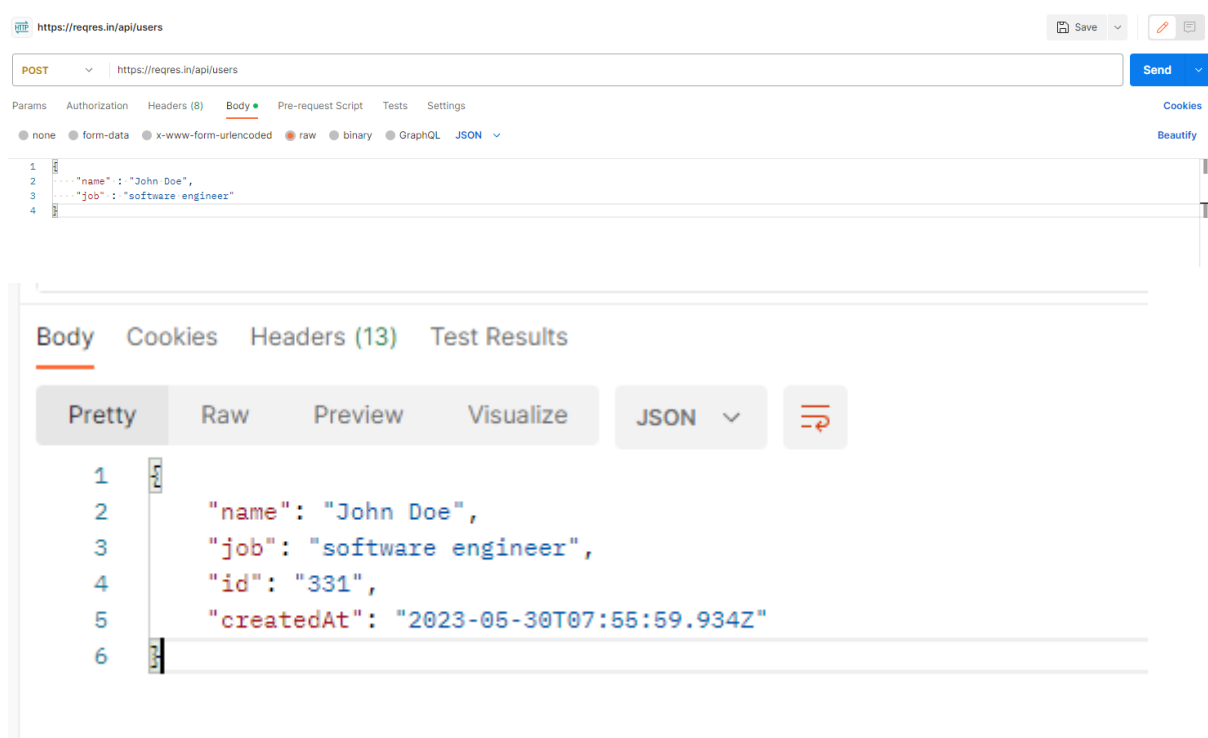 HTTP https://reqres.in/api/users Save
POST https://reqres.in/api/users Send
Params Authorization Headers (8) Body Pre-request Script Tests Settings Cookies
none form-data x-www-form-urlencoded raw binary GraphQL JSON Beautify
1 {
2 "name" : "John Doe",
3 "job" : "software engineer"
4 }
Body Cookies Headers (13) Test Results
Pretty Raw Preview Visualize JSON
1 {
2 "name": "John Doe",
3 "job": "software engineer",
4 "id": "331",
5 "createdAt": "2023-05-30T07:55:59.934Z"
6 }